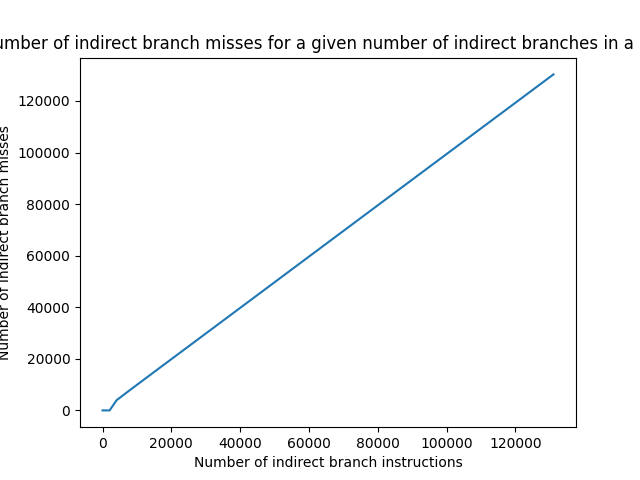 umber of indirect branch misses for a given number of indirect branches in a
Number of indirect branch misses
120000
100000
80000
60000
40000
20000
0
0 20000 40000 60000 80000 100000 120000
Number of indirect branch instructions